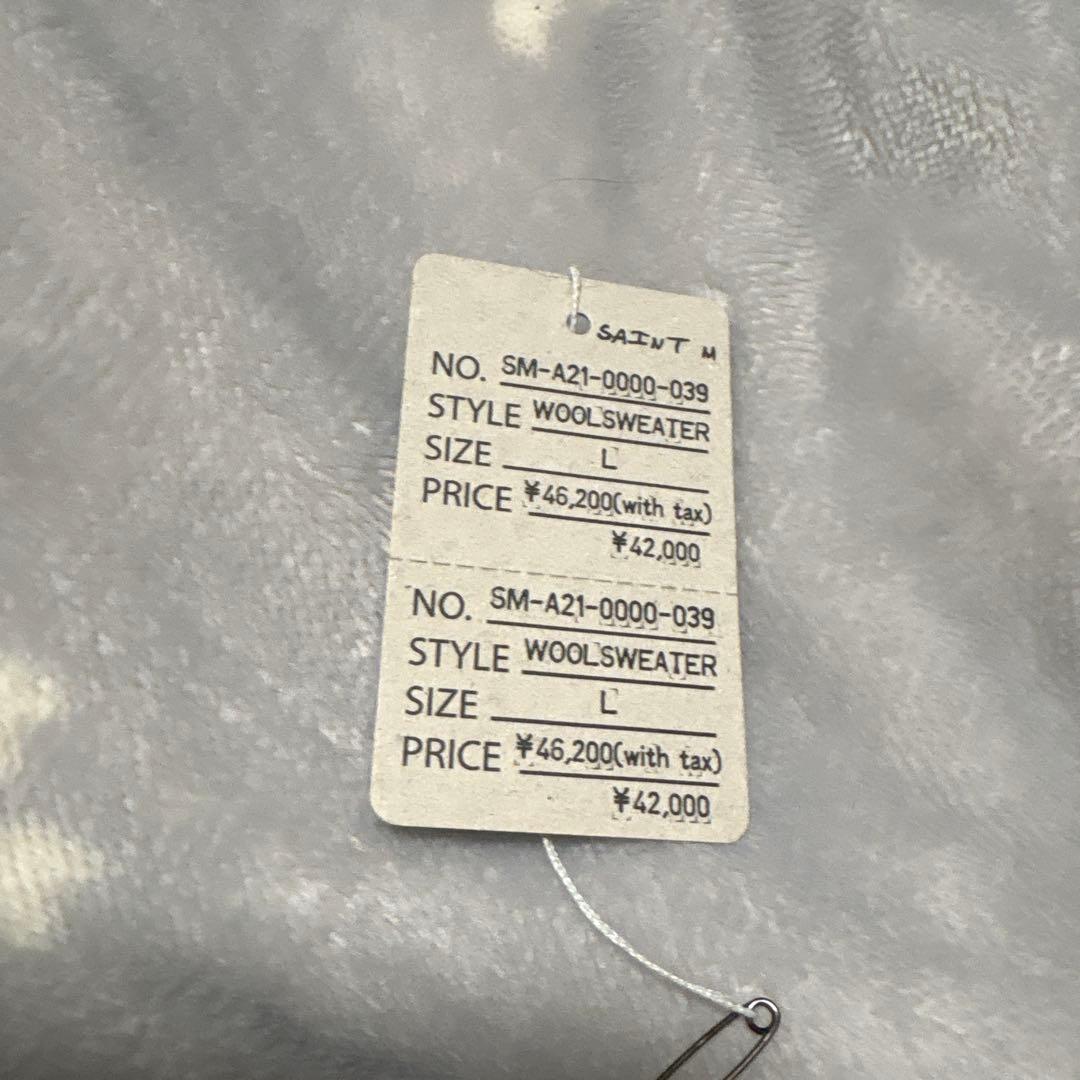 SAINT M
NO. SM-A21-0000-039
STYLE WOOLSWEATER
SIZE L
PRICE ¥46,200(with tax)
¥42,000
NO. SM-A21-0000-039
STYLE WOOLSWEATER
SIZE L
PRICE ¥46,200(with tax)
¥42,000